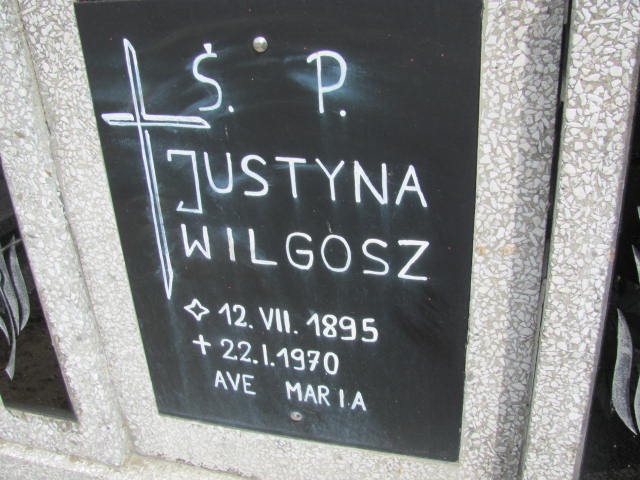 Ś. P.
JUSTYNA
WILGOSZ
✧ 12. VII. 1895
+ 22.I.1970
AVE MARIA